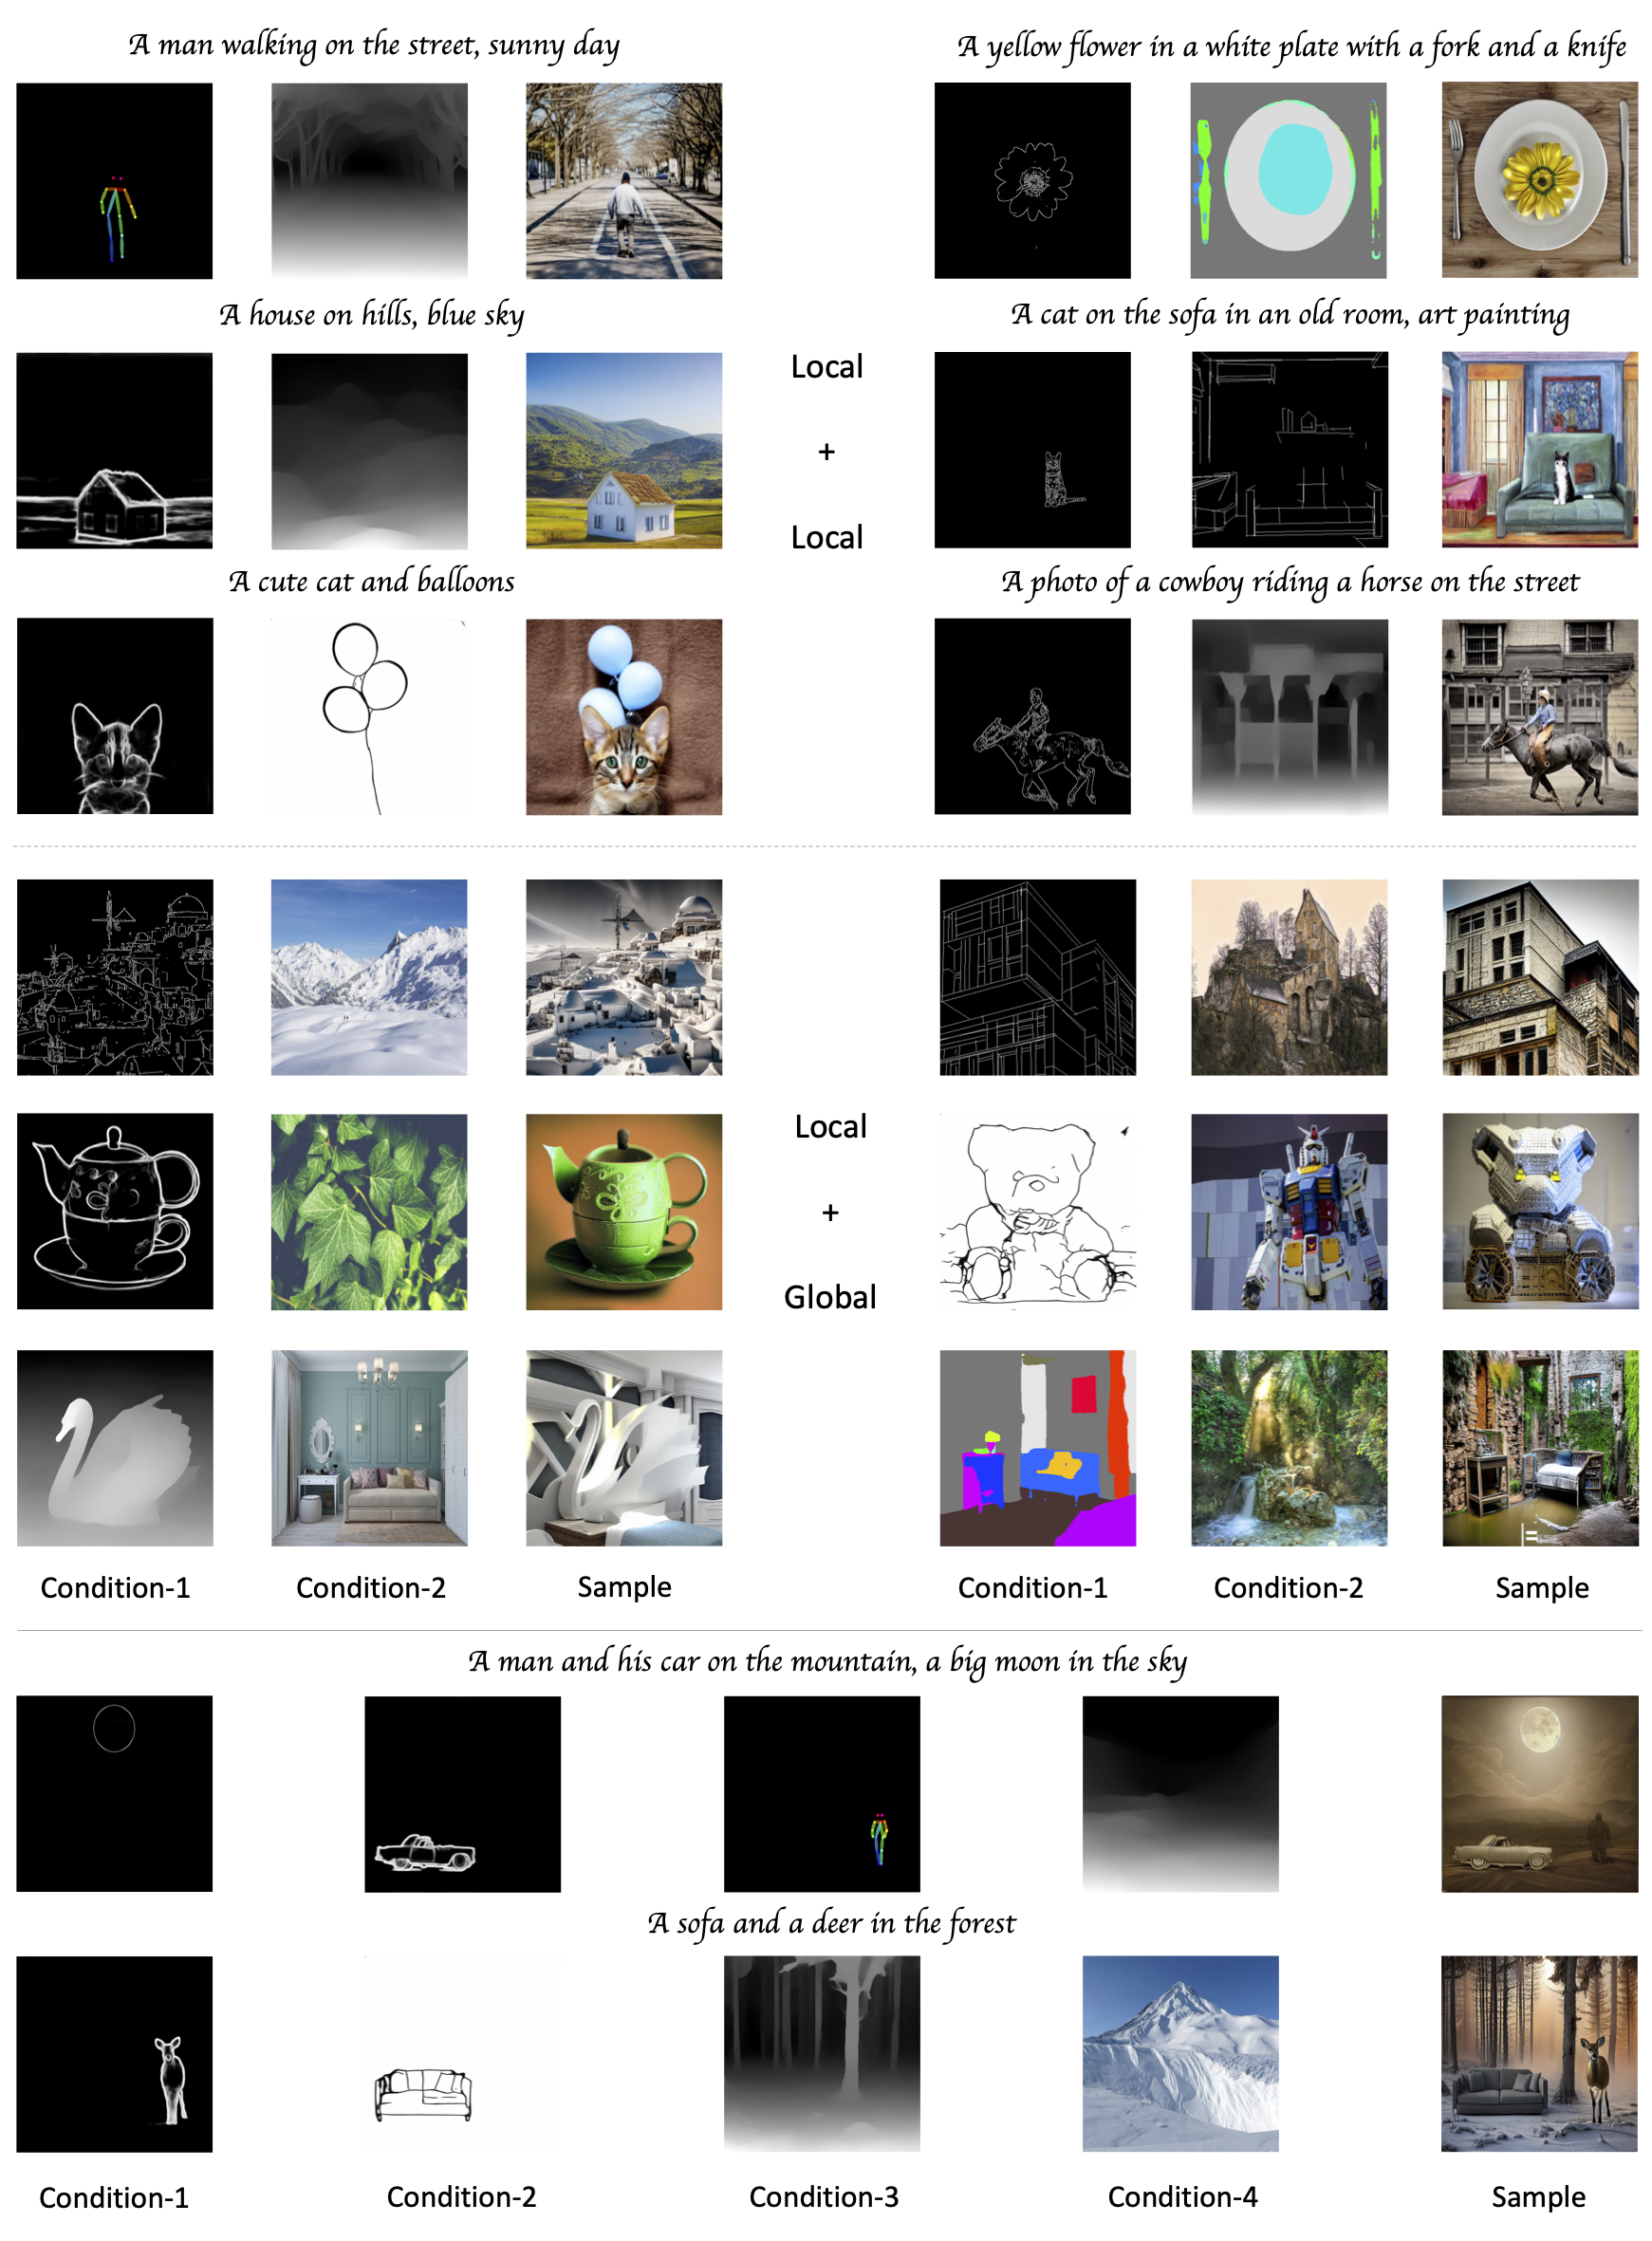 A man walking on the street, sunny day
A yellow flower in a white plate with a fork and a knife
A house on hills, blue sky
A cat on the sofa in an old room, art painting
Local
+
Local
A cute cat and balloons
A photo of a cowboy riding a horse on the street
Local
+
Global
Condition-1
Condition-2
Sample
Condition-1
Condition-2
Sample
A man and his car on the mountain, a big moon in the sky
A sofa and a deer in the forest
Condition-1
Condition-2
Condition-3
Condition-4
Sample